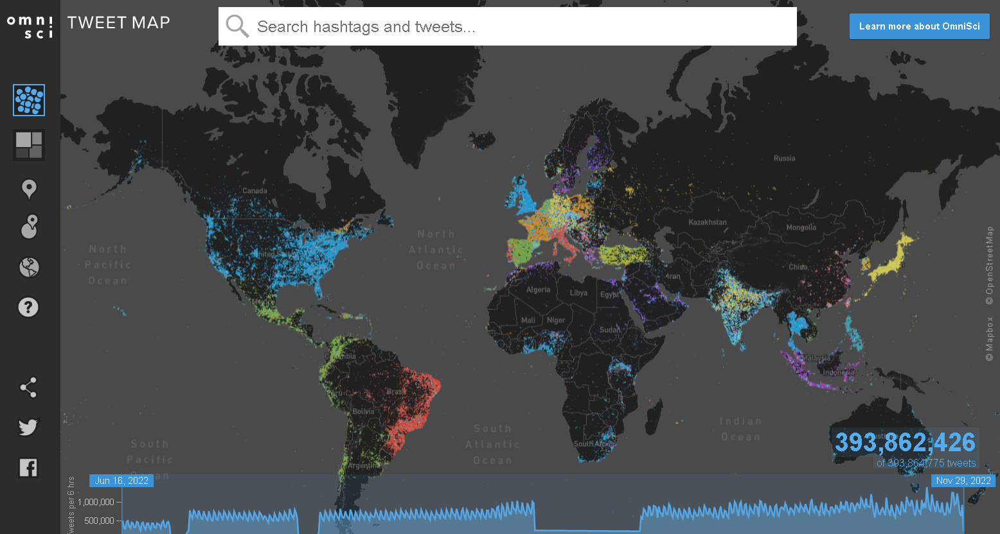 omni
sci
TWEET MAP
Search hashtags and tweets...
Learn more about OmniSci
Russia
Canada
Kazakhstan
Mongolia
North
Atlantic
Ocean
North
Pacific
Ocean
United
China
Iran
Algeria
Libya
Egypt
Mali
Niger
Sudan
Colombia
Malaysia
Indonesia
Peru
Brazil
Bolivia
Indian
Ocean
South
Atlantic
Ocean
South Africa
South
Pacific
Ocean
Argentina
Australia
© Mapbox © OpenStreetMap
393,862,426
of 393,864,775 tweets
Jun 16, 2022
Nov 29, 2022
Tweets per 6 hrs
1,000,000
500,000